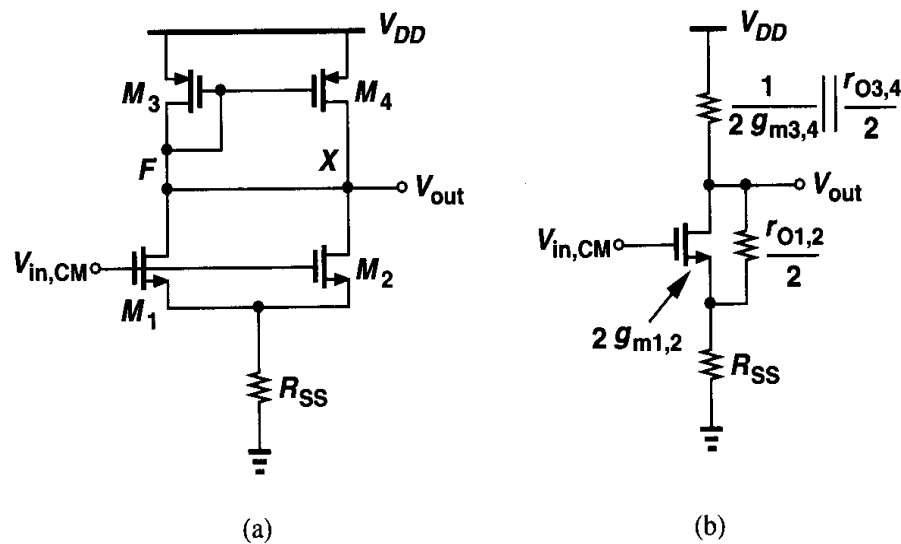 V_DD
M_3
M_4
F
X
V_out
V_in,CM
M_1
M_2
R_SS
(a)
V_DD
1 / 2 g_m3,4 || r_O3,4 / 2
V_out
V_in,CM
r_O1,2 / 2
2 g_m1,2
R_SS
(b)